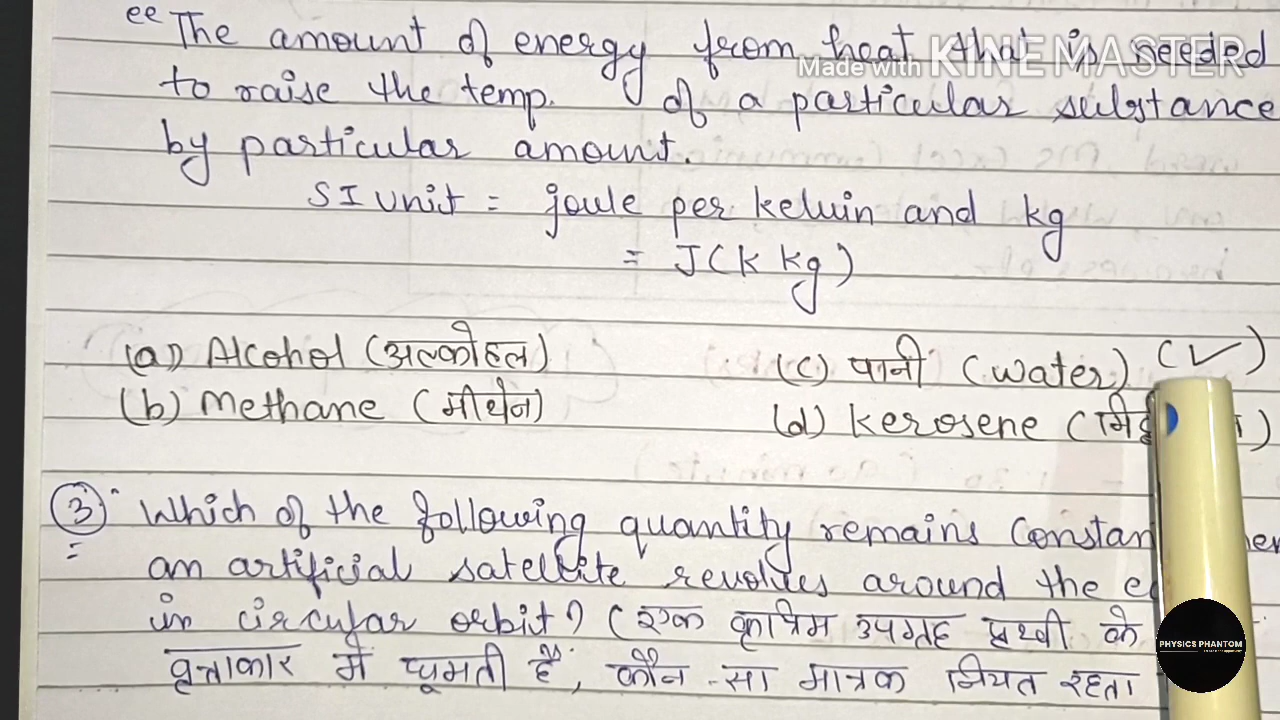 “The amount of energy from heat that is needed
Made with KINEMASTER
to raise the temp. of a particular substance
by particular amount.
SI unit = joule per kelvin and kg
= J(K kg)
(a) Alcohol (अल्कोहल)
(c) पानी (water) (✓)
(b) Methane (मीथेन)
(d) Kerosene (
③ Which of the following quantity remains
an artificial satellite revolves around the
in circular orbit? (एक कृत्रिम उपग्रह प्रथ्वी के
वृत्ताकार में घूमती है, कौन-सा मात्रक नियत रहता
PHYSICS PHANTOM